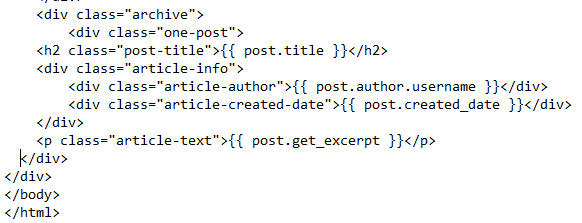 <div class="archive">
<div class="one-post">
<h2 class="post-title">{{ post.title }}</h2>
<div class="article-info">
<div class="article-author">{{ post.author.username }}</div>
<div class="article-created-date">{{ post.created_date }}</div>
</div>
<p class="article-text">{{ post.get_excerpt }}</p>
</div>
</div>
</body>
</html>